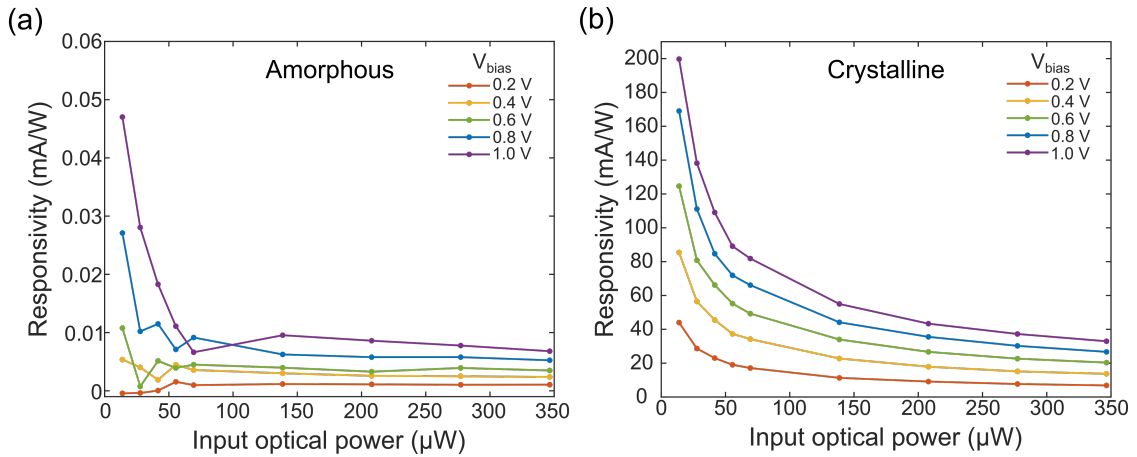 (a)
Responsivity (mA/W)
0.06
0.05
0.04
0.03
0.02
0.01
0
Amorphous
V_bias
0.2 V
0.4 V
0.6 V
0.8 V
1.0 V
0 50 100 150 200 250 300 350
Input optical power (μW)
(b)
Responsivity (mA/W)
200
180
160
140
120
100
80
60
40
20
0
Crystalline
V_bias
0.2 V
0.4 V
0.6 V
0.8 V
1.0 V
0 50 100 150 200 250 300 350
Input optical power (μW)